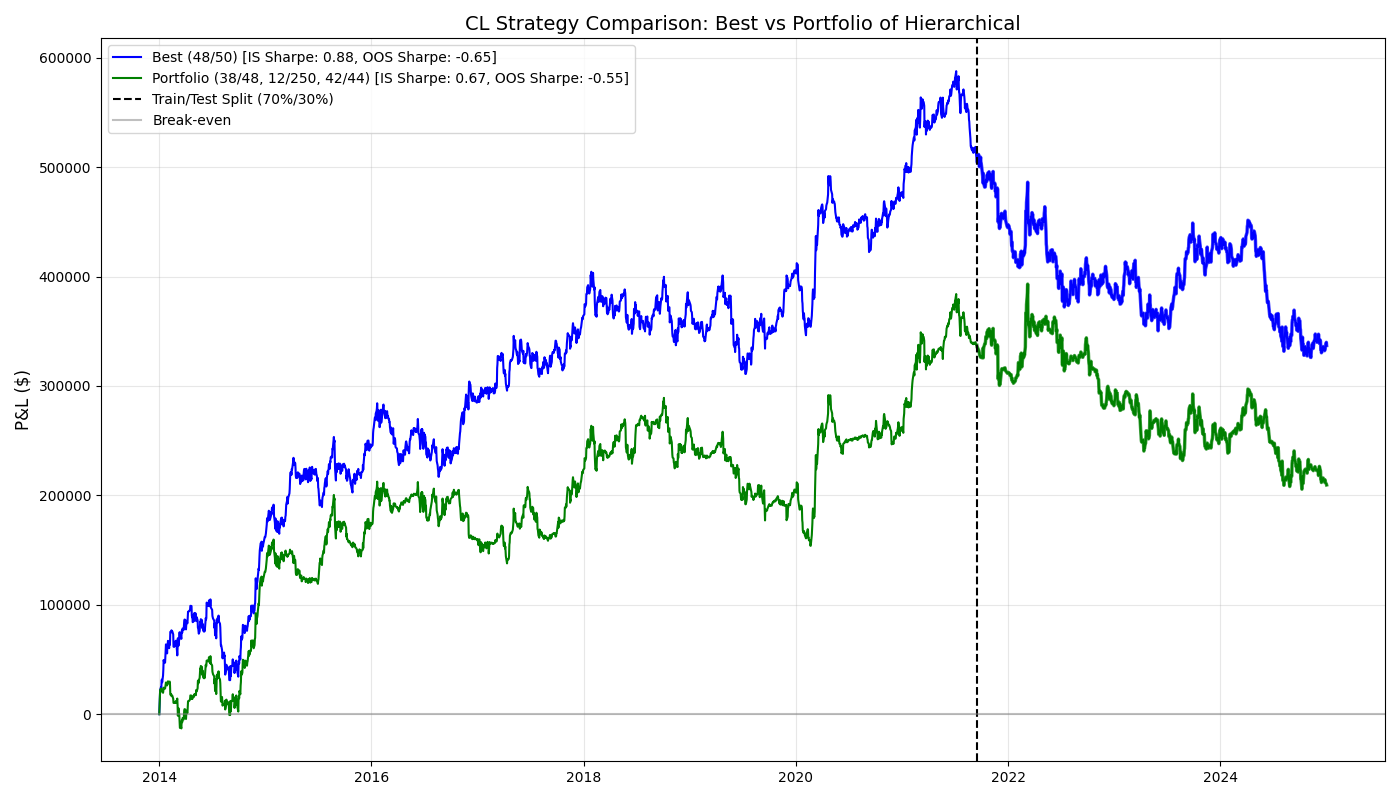 CL Strategy Comparison: Best vs Portfolio of Hierarchical
Best (48/50) [IS Sharpe: 0.88, OOS Sharpe: -0.65]
Portfolio (38/48, 12/250, 42/44) [IS Sharpe: 0.67, OOS Sharpe: -0.55]
Train/Test Split (70%/30%)
Break-even
P&L ($)
600000
500000
400000
300000
200000
100000
0
2014 2016 2018 2020 2022 2024